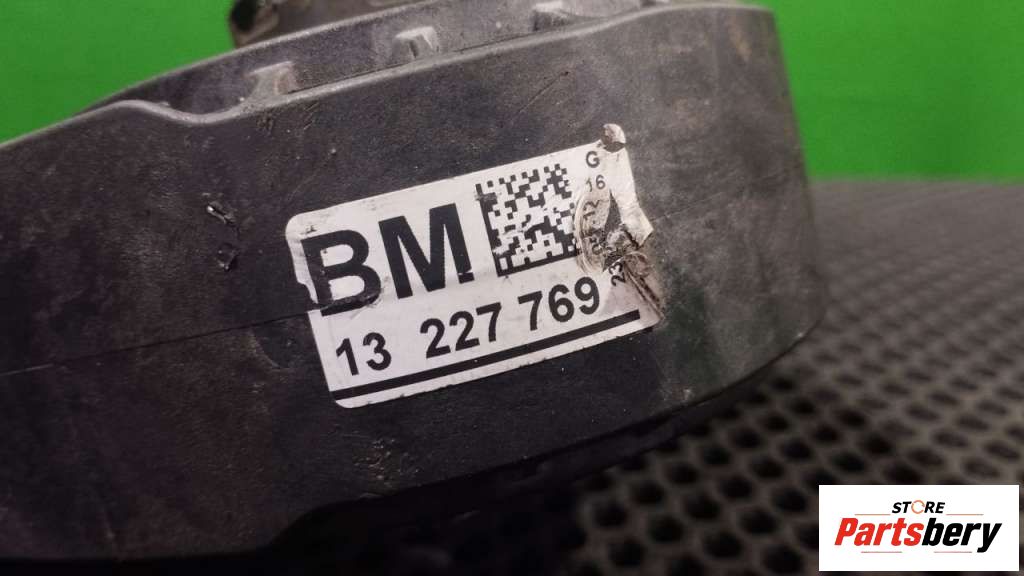 BM
G
16
13 227 769
STORE
Partsbery